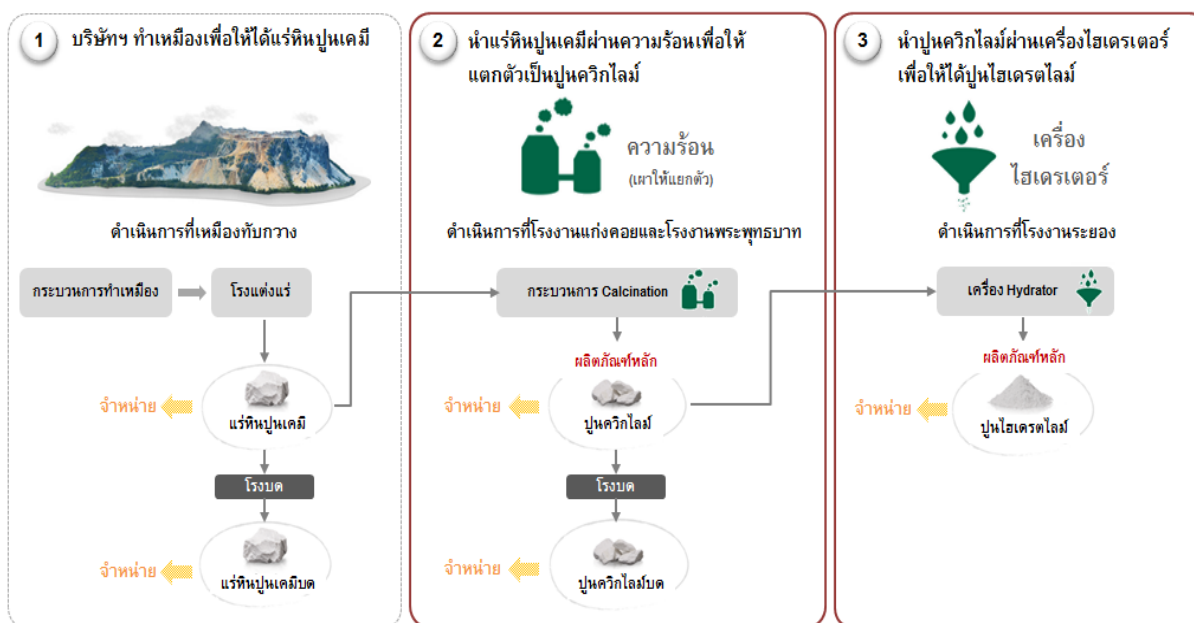 1
บริษัทฯ ทำเหมืองเพื่อให้ได้แร่หินปูนเคมี
ดำเนินการที่เหมืองทับกวาง
กระบวนการทำเหมือง
โรงแต่งแร่
จำหน่าย
แร่หินปูนเคมี
โรงบด
จำหน่าย
แร่หินปูนเคมีบด
2
นำแร่หินปูนเคมีผ่านความร้อนเพื่อให้
แตกตัวเป็นปูนควิกไลม์
ความร้อน
(เผาให้แยกตัว)
ดำเนินการที่โรงงานแก่งคอยและโรงงานพระพุทธบาท
กระบวนการ Calcination
ผลิตภัณฑ์หลัก
จำหน่าย
ปูนควิกไลม์
โรงบด
จำหน่าย
ปูนควิกไลม์บด
3
นำปูนควิกไลม์ผ่านเครื่องไฮเดรเตอร์
เพื่อให้ได้ปูนไฮเดรตไลม์
เครื่อง
ไฮเดรเตอร์
ดำเนินการที่โรงงานระยอง
เครื่อง Hydrator
ผลิตภัณฑ์หลัก
จำหน่าย
ปูนไฮเดรตไลม์